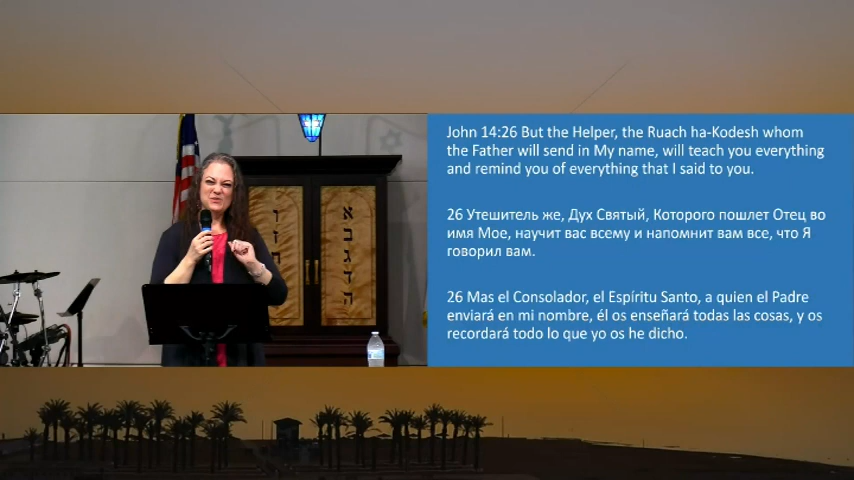 John 14:26 But the Helper, the Ruach ha-Kodesh whom
the Father will send in My name, will teach you everything
and remind you of everything that I said to you.
26 Утешитель же, Дух Святый, Которого пошлет Отец во
имя Мое, научит вас всему и напомнит вам все, что Я
говорил вам.
26 Mas el Consolador, el Espíritu Santo, a quien el Padre
enviará en mi nombre, él os enseñará todas las cosas, y os
recordará todo lo que yo os he dicho.
א
ב
ג
ד
ה
ו
ז